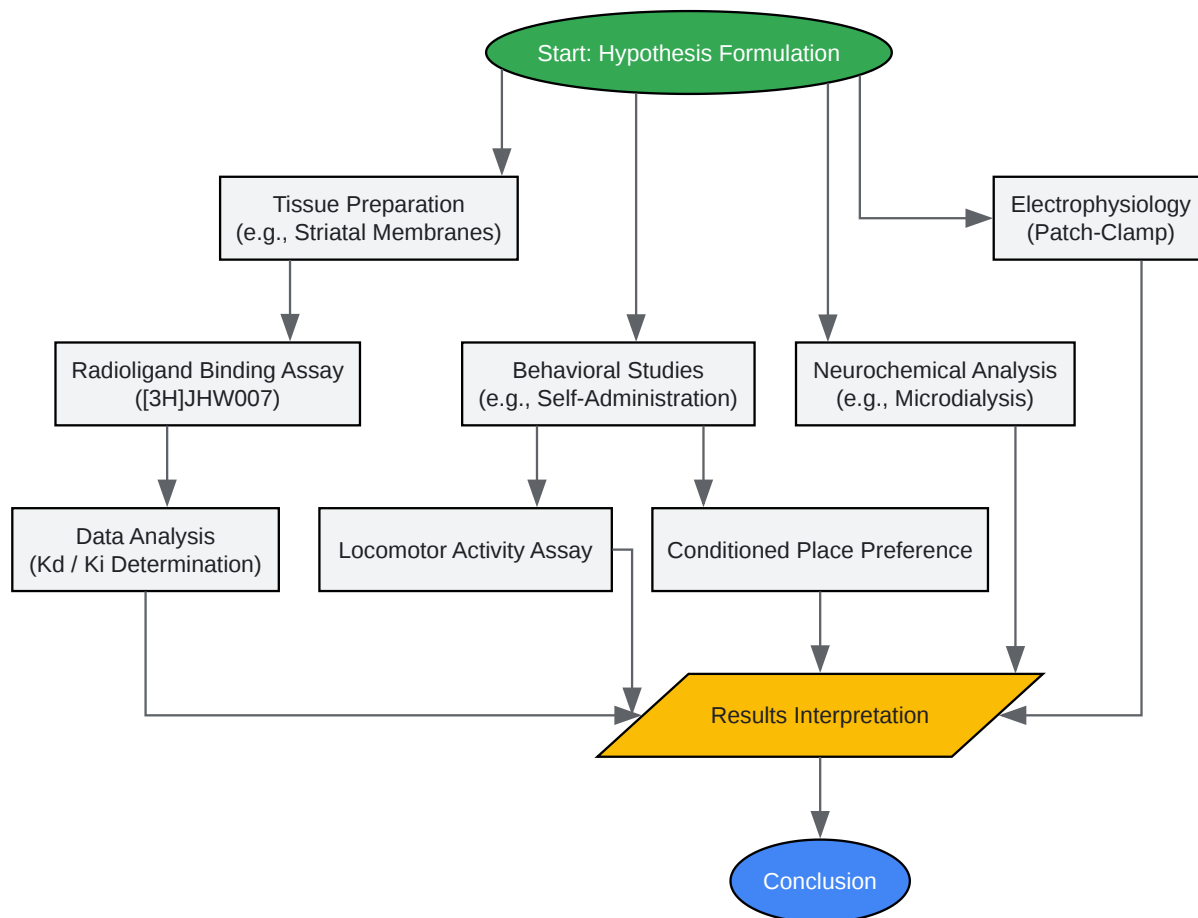 Start: Hypothesis Formulation
Tissue Preparation
(e.g., Striatal Membranes)
Electrophysiology
(Patch-Clamp)
Radioligand Binding Assay
([3H]JHW007)
Behavioral Studies
(e.g., Self-Administration)
Neurochemical Analysis
(e.g., Microdialysis)
Data Analysis
(Kd / Ki Determination)
Locomotor Activity Assay
Conditioned Place Preference
Results Interpretation
Conclusion